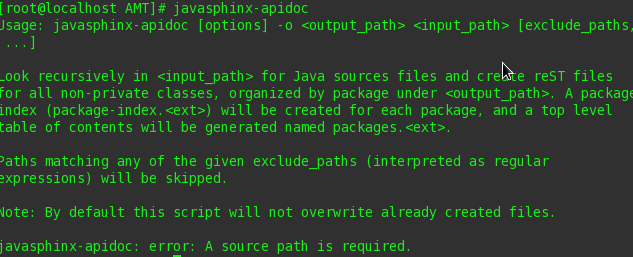 [root@localhost AMT]# javasphinx-apidoc
Usage: javasphinx-apidoc [options] -o <output_path> <input_path> [exclude_paths,
 ...]
Look recursively in <input_path> for Java sources files and create reST files
for all non-private classes, organized by package under <output_path>. A package
index (package-index.<ext>) will be created for each package, and a top level
table of contents will be generated named packages.<ext>.
Paths matching any of the given exclude_paths (interpreted as regular
expressions) will be skipped.
Note: By default this script will not overwrite already created files.
javasphinx-apidoc: error: A source path is required.